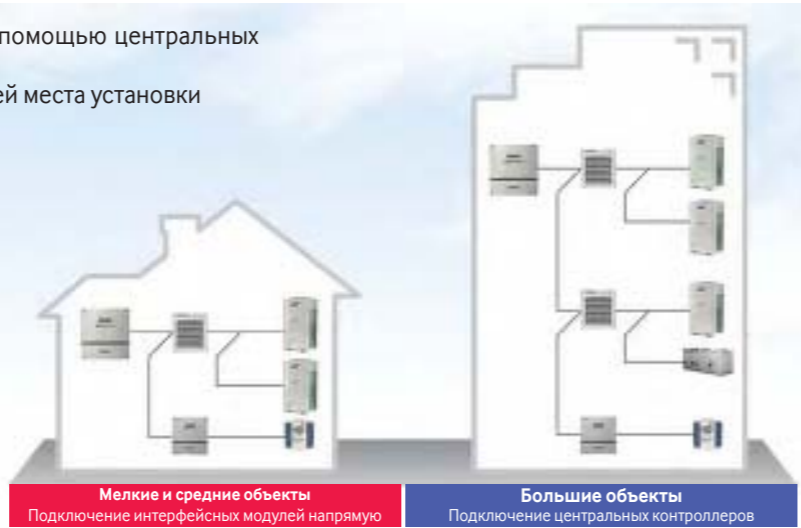 помощью центральных
ей места установки
Мелкие и средние объекты
Подключение интерфейсных модулей напрямую
Большие объекты
Подключение центральных контроллеров